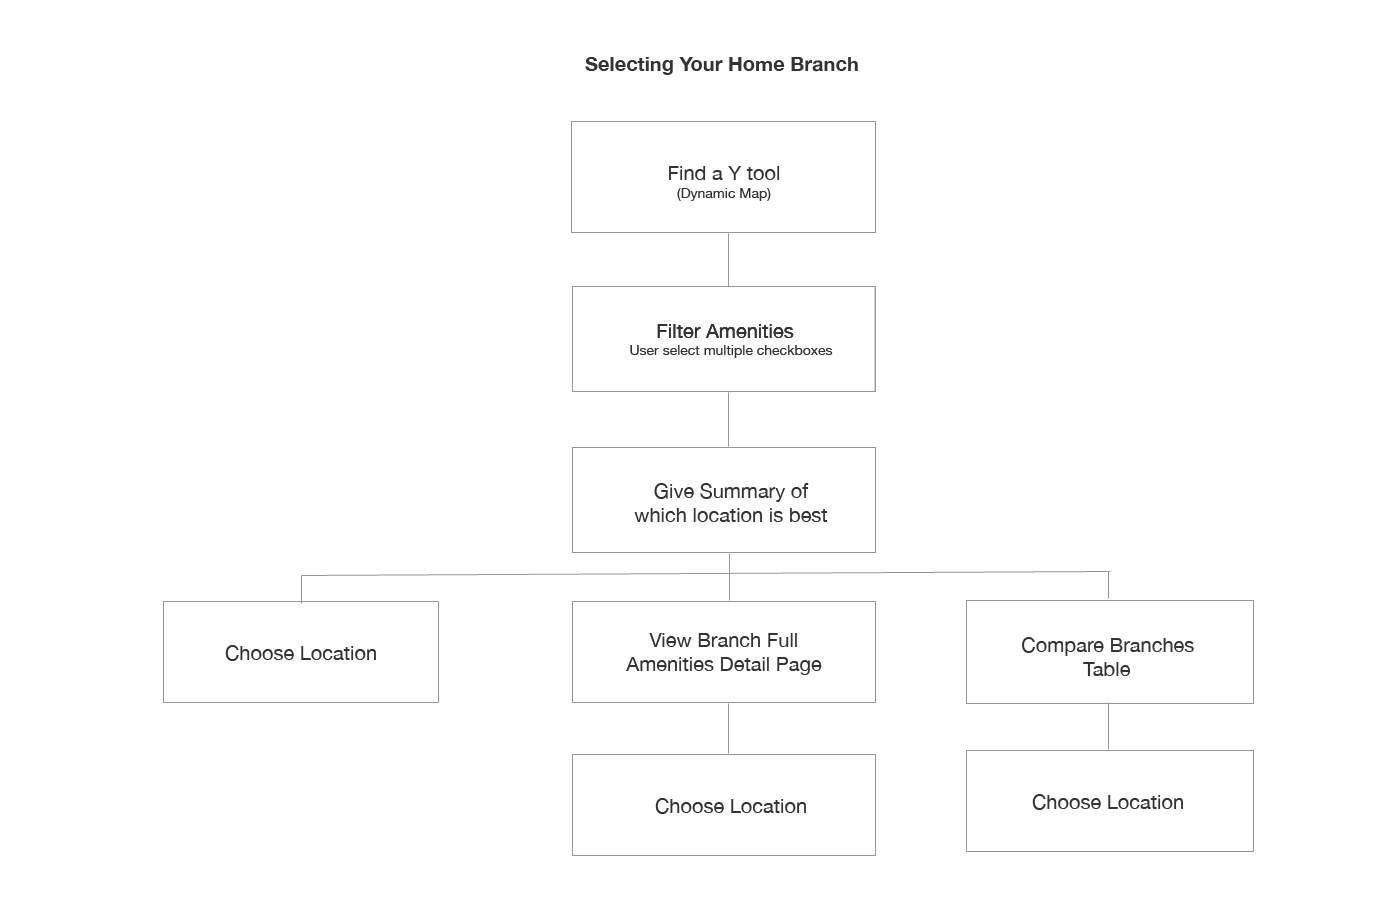 Selecting Your Home Branch
Find a Y tool
(Dynamic Map)
Filter Amenities
User select multiple checkboxes
Give Summary of
which location is best
Choose Location
View Branch Full
Amenities Detail Page
Compare Branches
Table
Choose Location
Choose Location